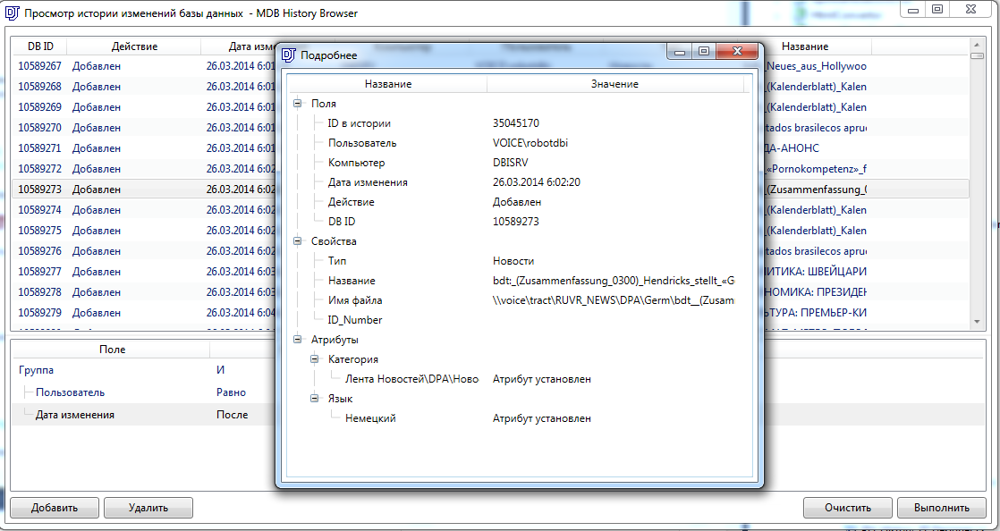 Просмотр истории изменений базы данных - MDB History Browser
DB ID Действие Дата Название
10589267 Добавлен 26.03.2014 6:01 _Neues_aus_Hollywoo
10589268 Добавлен 26.03.2014 6:01 _(Kalenderblatt)_Kalen
10589269 Добавлен 26.03.2014 6:01 _(Kalenderblatt)_Kalen
10589270 Добавлен 26.03.2014 6:01 tados brasilecos apru
10589271 Добавлен 26.03.2014 6:01 ДА-АНОНС
10589272 Добавлен 26.03.2014 6:02 _«Pornokompetenz»_f
10589273 Добавлен 26.03.2014 6:02 _(Zusammenfassung_0
10589274 Добавлен 26.03.2014 6:02 _(Kalenderblatt)_Kalen
10589275 Добавлен 26.03.2014 6:02 _(Kalenderblatt)_Kalen
10589276 Добавлен 26.03.2014 6:02 tados brasilecos apru
10589277 Добавлен 26.03.2014 6:03 ИТИКА: ШВЕЙЦАРИ
10589278 Добавлен 26.03.2014 6:03 НОМИКА: ПРЕЗИДЕН
10589279 Добавлен 26.03.2014 6:04 ЬТУРА: ПРЕМЬЕР-КИ
Подробнее
Название Значение
Поля
ID в истории 35045170
Пользователь VOICE\robotdbi
Компьютер DBISRV
Дата изменения 26.03.2014 6:02:20
Действие Добавлен
DB ID 10589273
Свойства
Тип Новости
Название bdt:_(Zusammenfassung_0300)_Hendricks_stellt_«G
Имя файла \\voice\tract\RUVR_NEWS\DPA\Germ\bdt__(Zusam
ID_Number
Атрибуты
Категория
Лента Новостей\DPA\Ново Атрибут установлен
Язык
Немецкий Атрибут установлен
Поле
Группа И
Пользователь Равно
Дата изменения После
Добавить Удалить Очистить Выполнить